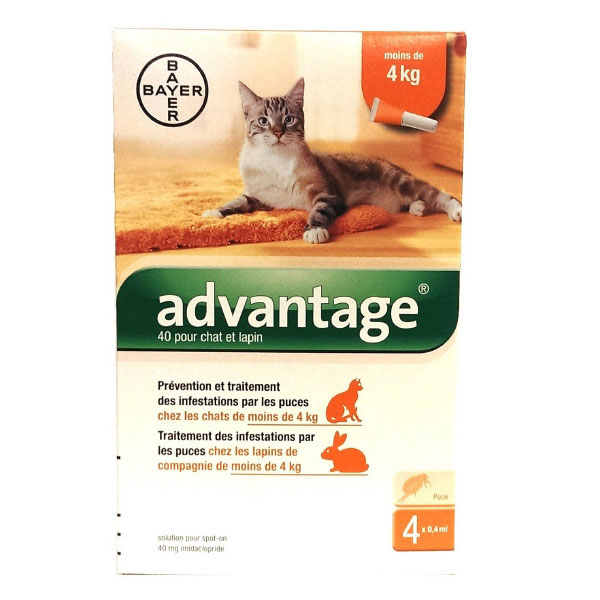 BAYER
BAYER
moins de
4 kg
advantage®
40 pour chat et lapin
Prévention et traitement
des infestations par les puces
chez les chats de moins de 4 kg
Traitement des infestations par
les puces chez les lapins de
compagnie de moins de 4 kg
Puce
4 x 0,4 ml
solution pour spot-on
40 mg imidaclopride